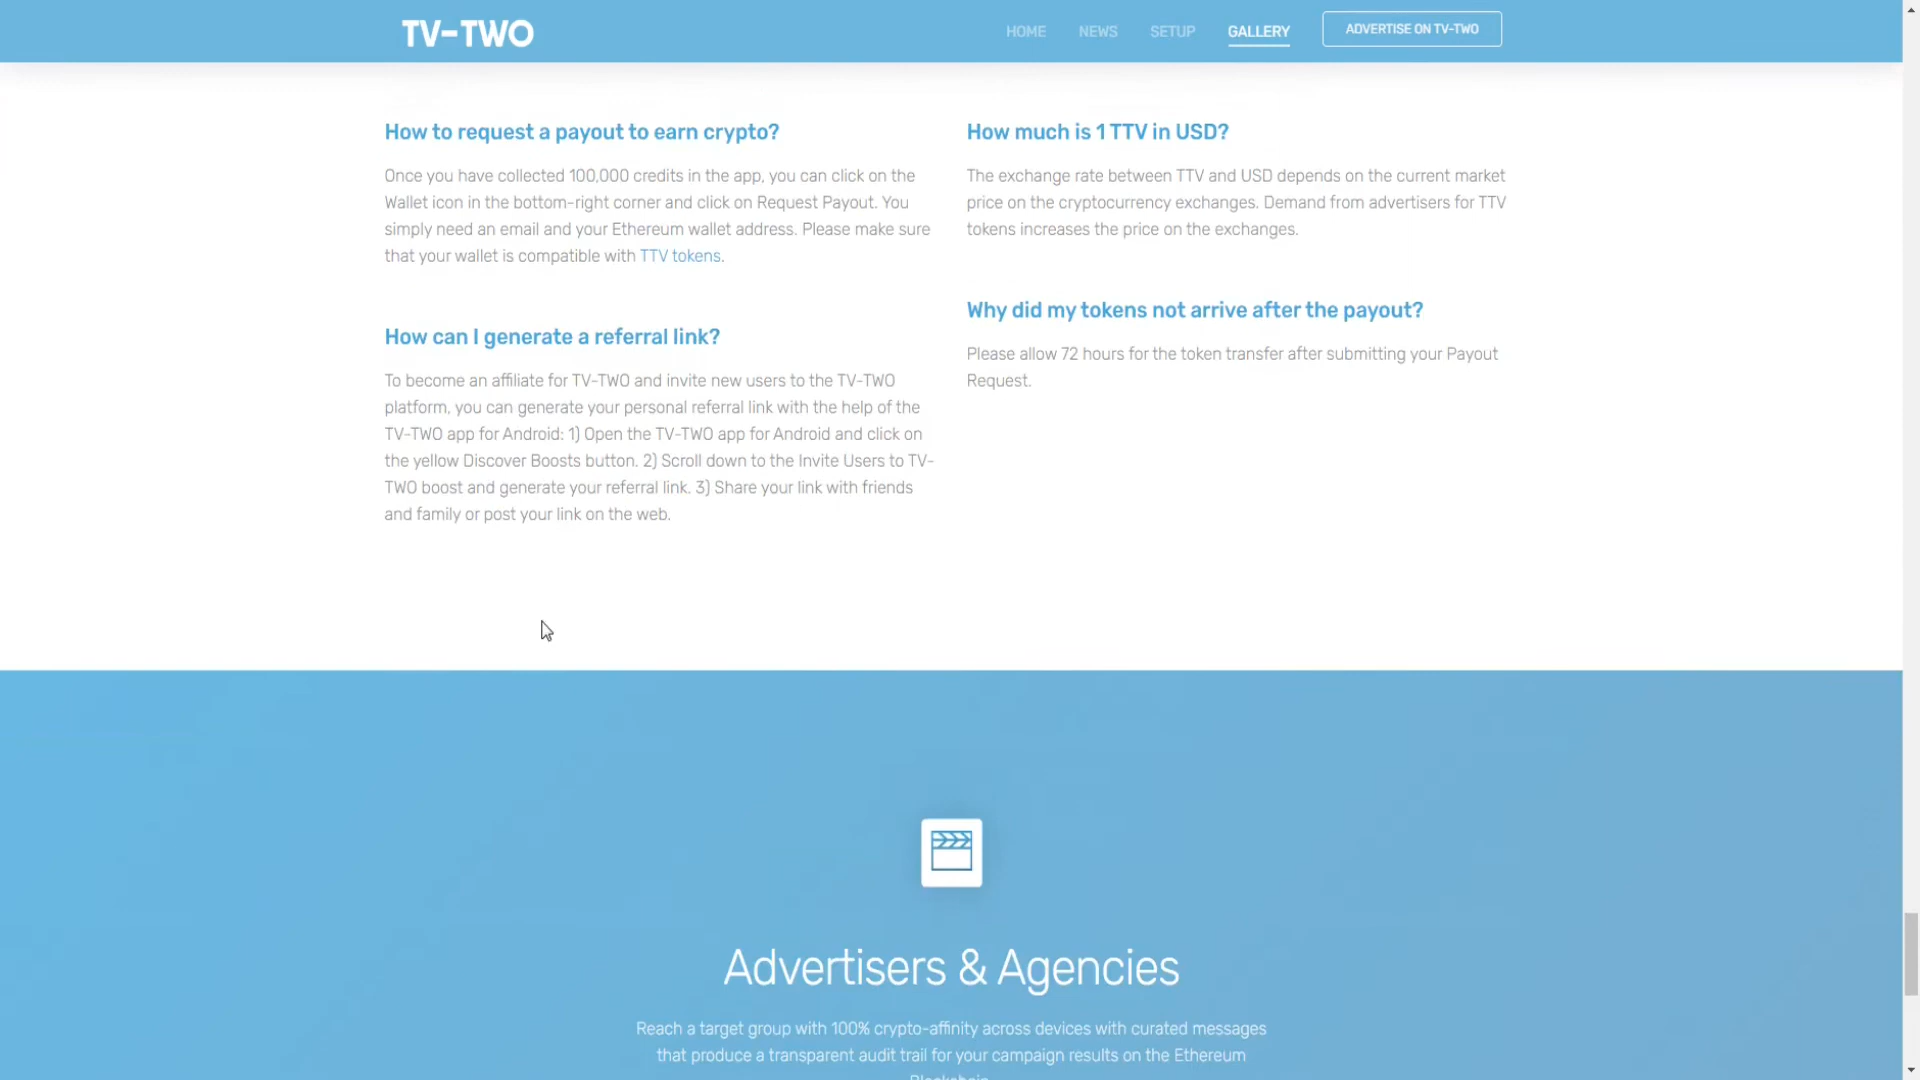 TV-TWO
HOME
NEWS
SETUP
GALLERY
ADVERTISE ON TV-TWO
How to request a payout to earn crypto?
Once you have collected 100,000 credits in the app, you can click on the
Wallet icon in the bottom-right corner and click on Request Payout. You
simply need an email and your Ethereum wallet address. Please make sure
that your wallet is compatible with TTV tokens.
How can I generate a referral link?
To become an affiliate for TV-TWO and invite new users to the TV-TWO
platform, you can generate your personal referral link with the help of the
TV-TWO app for Android: 1) Open the TV-TWO app for Android and click on
the yellow Discover Boosts button. 2) Scroll down to the Invite Users to TV-
TWO boost and generate your referral link. 3) Share your link with friends
and family or post your link on the web.
How much is 1 TTV in USD?
The exchange rate between TTV and USD depends on the current market
price on the cryptocurrency exchanges. Demand from advertisers for TTV
tokens increases the price on the exchanges.
Why did my tokens not arrive after the payout?
Please allow 72 hours for the token transfer after submitting your Payout
Request.
Advertisers & Agencies
Reach a target group with 100% crypto-affinity across devices with curated messages
that produce a transparent audit trail for your campaign results on the Ethereum
Blockchain.